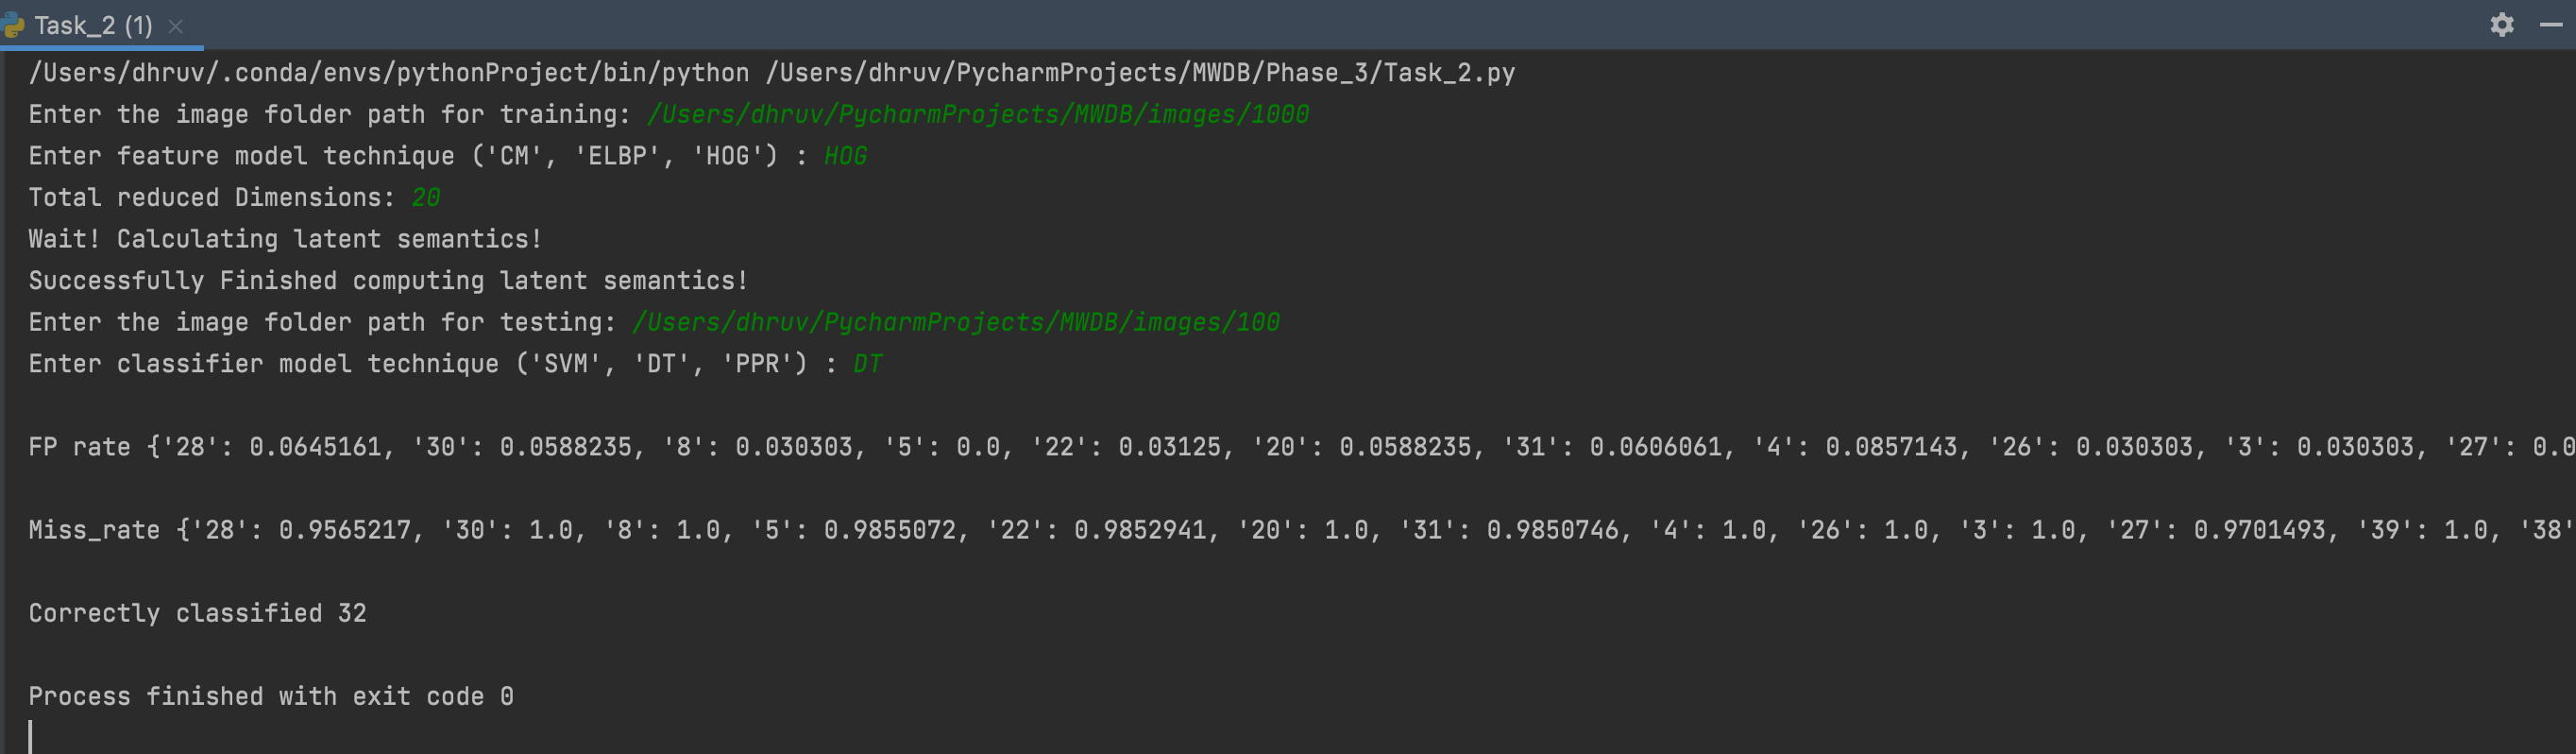 Task_2 (1)
/Users/dhruv/.conda/envs/pythonProject/bin/python /Users/dhruv/PycharmProjects/MWDB/Phase_3/Task_2.py
Enter the image folder path for training: /Users/dhruv/PycharmProjects/MWDB/images/1000
Enter feature model technique ('CM', 'ELBP', 'HOG') : HOG
Total reduced Dimensions: 20
Wait! Calculating latent semantics!
Successfully Finished computing latent semantics!
Enter the image folder path for testing: /Users/dhruv/PycharmProjects/MWDB/images/100
Enter classifier model technique ('SVM', 'DT', 'PPR') : DT
FP rate {'28': 0.0645161, '30': 0.0588235, '8': 0.030303, '5': 0.0, '22': 0.03125, '20': 0.0588235, '31': 0.0606061, '4': 0.0857143, '26': 0.030303, '3': 0.030303, '27': 0.0
Miss_rate {'28': 0.9565217, '30': 1.0, '8': 1.0, '5': 0.9855072, '22': 0.9852941, '20': 1.0, '31': 0.9850746, '4': 1.0, '26': 1.0, '3': 1.0, '27': 0.9701493, '39': 1.0, '38'
Correctly classified 32
Process finished with exit code 0